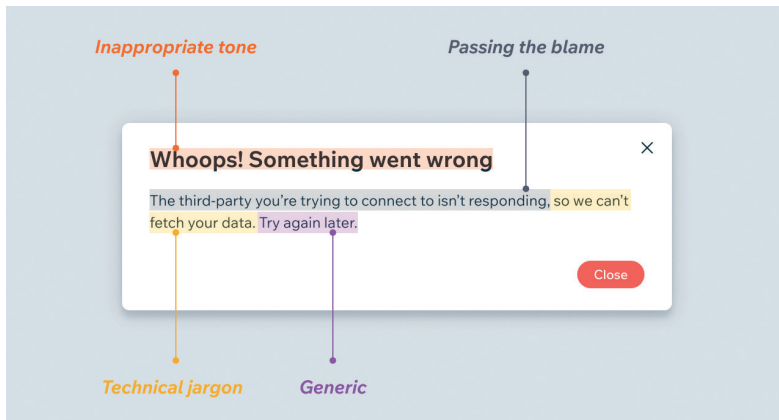 Inappropriate tone
Passing the blame
Whoops! Something went wrong
The third-party you’re trying to connect to isn’t responding, so we can’t
fetch your data. Try again later.
Close
Technical jargon
Generic